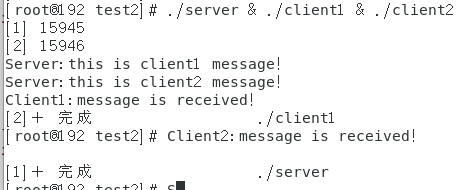 [root@192 test2]# ./server & ./client1 & ./client2
[1] 15945
[2] 15946
Server:this is client1 message!
Server:this is client2 message!
Client1:message is received!
[2]+ 完成 ./client1
[root@192 test2]# Client2:message is received!
[1]+ 完成 ./server
[root@192 test2]# S